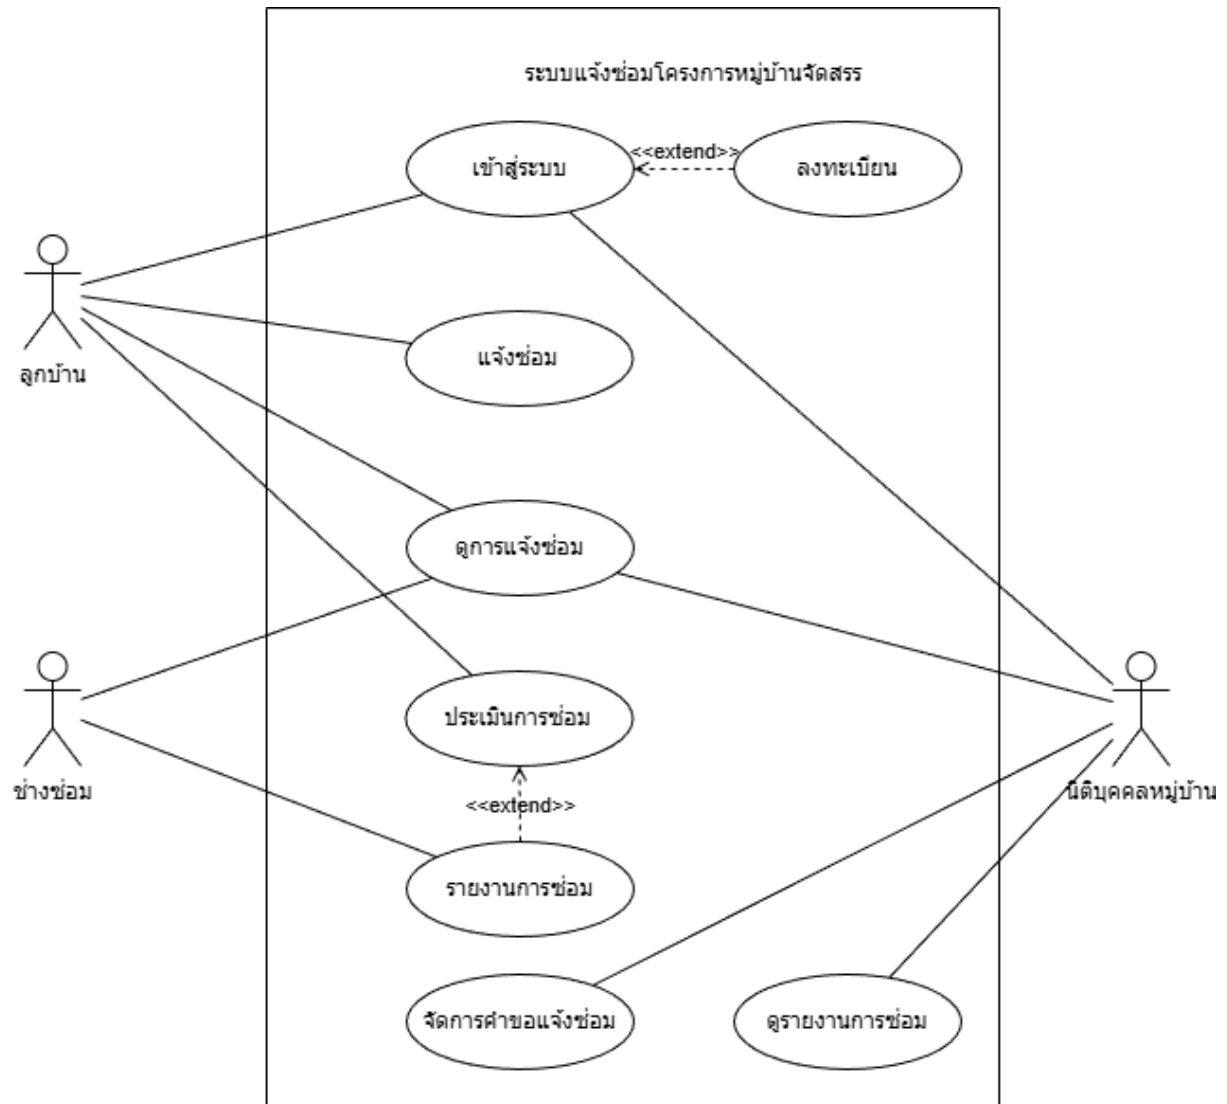 ระบบแจ้งซ่อมโครงการหมู่บ้านจัดสรร
เข้าสู่ระบบ
<<extend>>
ลงทะเบียน
ลูกบ้าน
แจ้งซ่อม
ดูการแจ้งซ่อม
ประเมินการซ่อม
ช่างซ่อม
นิติบุคคลหมู่บ้าน
<<extend>>
รายงานการซ่อม
จัดการคำขอแจ้งซ่อม
ดูรายงานการซ่อม